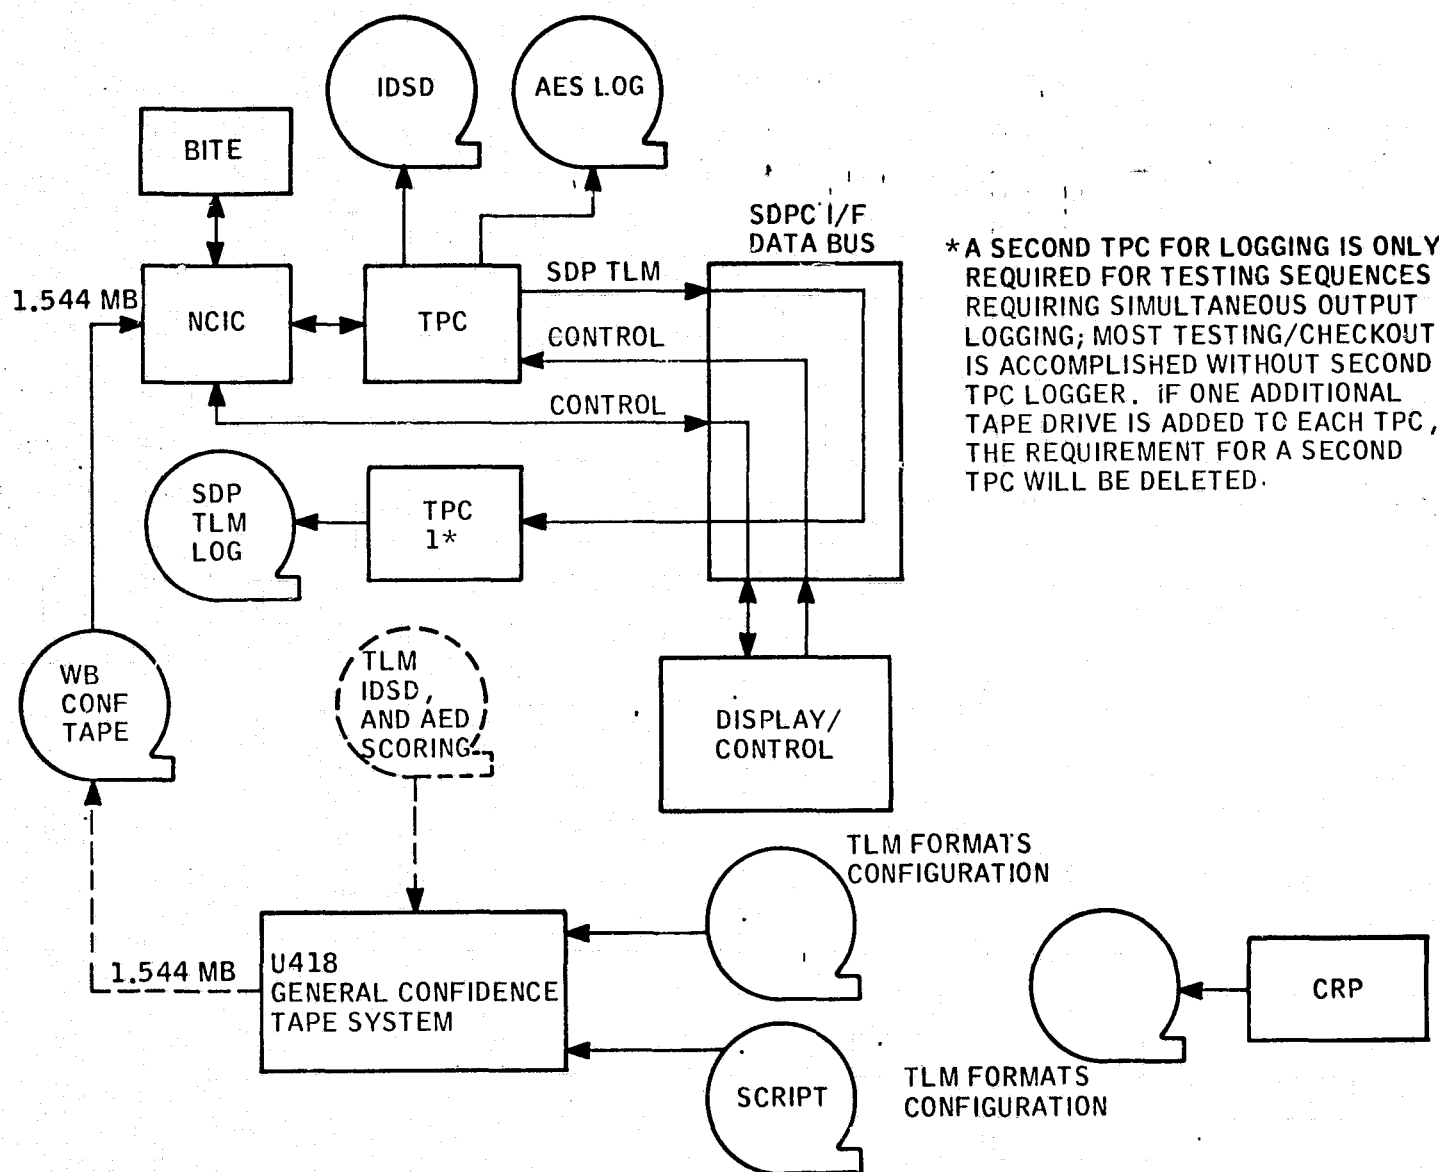 IDSD
AES LOG
BITE
SDPC I/F
DATA BUS
*A SECOND TPC FOR LOGGING IS ONLY
REQUIRED FOR TESTING SEQUENCES
REQUIRING SIMULTANEOUS OUTPUT
LOGGING; MOST TESTING/CHECKOUT
IS ACCOMPLISHED WITHOUT SECOND
TPC LOGGER. IF ONE ADDITIONAL
TAPE DRIVE IS ADDED TO EACH TPC,
THE REQUIREMENT FOR A SECOND
TPC WILL BE DELETED.
1.544 MB
NCIC
TPC
SDP TLM
CONTROL
CONTROL
SDP
TLM
LOG
TPC
1*
WB
CONF
TAPE
TLM
IDSD,
AND AED
SCORING
DISPLAY/
CONTROL
TLM FORMATS
CONFIGURATION
1.544 MB
U418
GENERAL CONFIDENCE
TAPE SYSTEM
CRP
SCRIPT
TLM FORMATS
CONFIGURATION